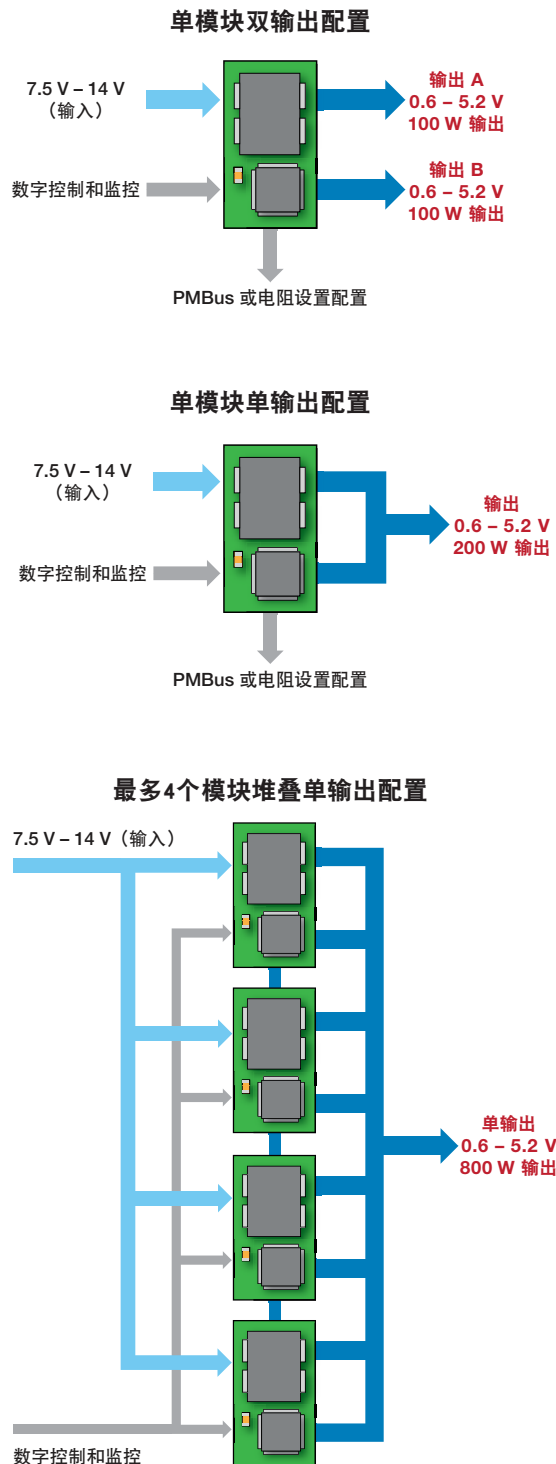 单模块双输出配置
7.5 V – 14 V
（输入）
输出 A
0.6 – 5.2 V
100 W 输出
数字控制和监控
输出 B
0.6 – 5.2 V
100 W 输出
PMBus 或电阻设置配置
单模块单输出配置
7.5 V – 14 V
（输入）
输出
0.6 – 5.2 V
200 W 输出
数字控制和监控
PMBus 或电阻设置配置
最多4个模块堆叠单输出配置
7.5 V – 14 V（输入）
单输出
0.6 – 5.2 V
800 W 输出
数字控制和监控